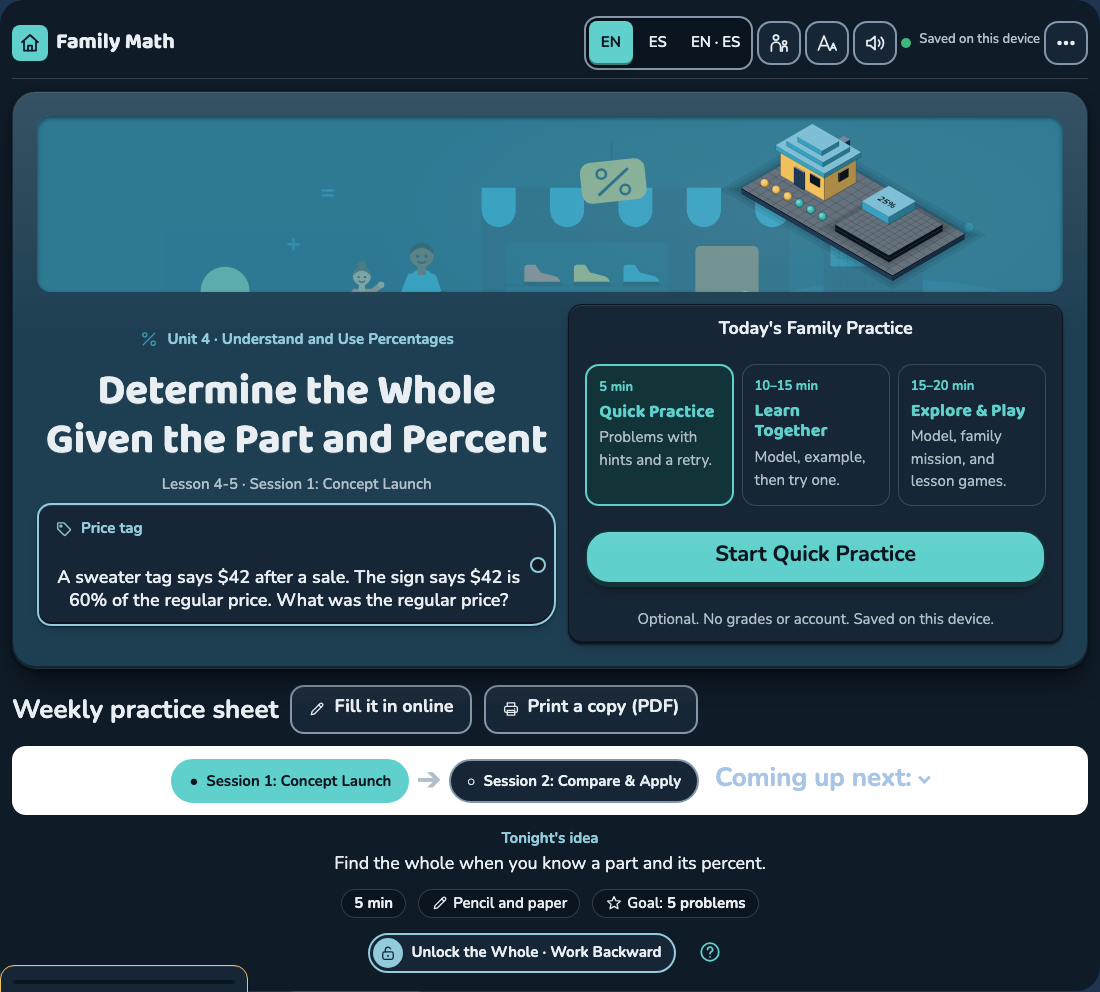 Family Math
EN ES EN · ES
Saved on this device
25%
Unit 4 · Understand and Use Percentages
Determine the Whole
Given the Part and Percent
Lesson 4-5 · Session 1: Concept Launch
Price tag
A sweater tag says $42 after a sale. The sign says $42 is
60% of the regular price. What was the regular price?
Today's Family Practice
5 min
Quick Practice
Problems with
hints and a retry.
10–15 min
Learn
Together
Model, example,
then try one.
15–20 min
Explore & Play
Model, family
mission, and
lesson games.
Start Quick Practice
Optional. No grades or account. Saved on this device.
Weekly practice sheet
Fill it in online
Print a copy (PDF)
Session 1: Concept Launch
Session 2: Compare & Apply
Coming up next:
Tonight's idea
Find the whole when you know a part and its percent.
5 min
Pencil and paper
Goal: 5 problems
Unlock the Whole · Work Backward